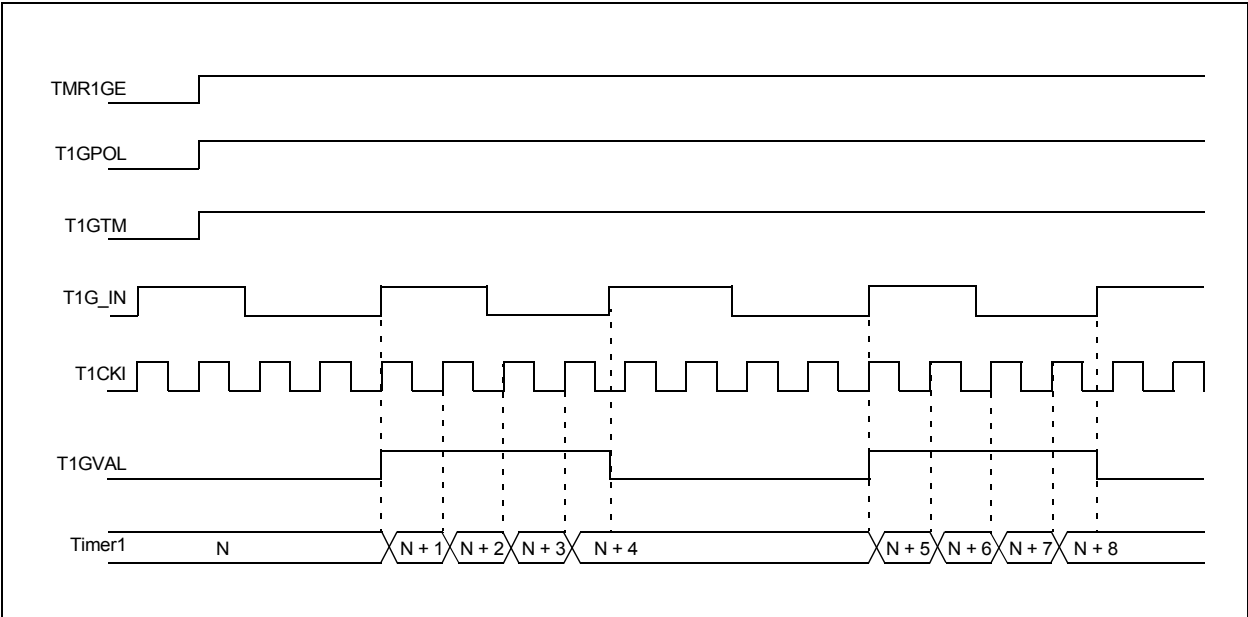 TMR1GE
T1GPOL
T1GTM
T1G_IN
T1CKI
T1GVAL
Timer1 N N + 1 N + 2 N + 3 N + 4 N + 5 N + 6 N + 7 N + 8